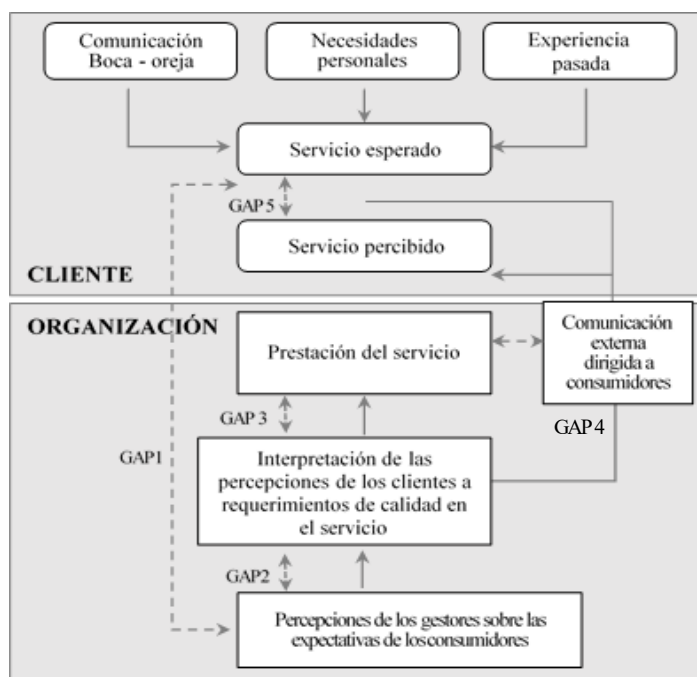 Comunicación
Boca - oreja
Necesidades
personales
Experiencia
pasada
Servicio esperado
GAP 5
Servicio percibido
CLIENTE
ORGANIZACIÓN
Prestación del servicio
Comunicación
externa
dirigida a
consumidores
GAP 3
GAP 4
GAP1
Interpretación de las
percepciones de los clientes a
requerimientos de calidad en
el servicio
GAP2
Percepciones de los gestores sobre las
expectativas de los consumidores